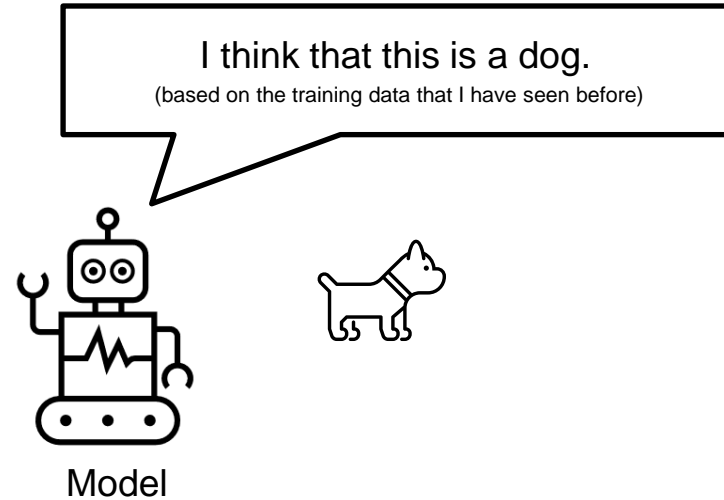 I think that this is a dog.
(based on the training data that I have seen before)
Model